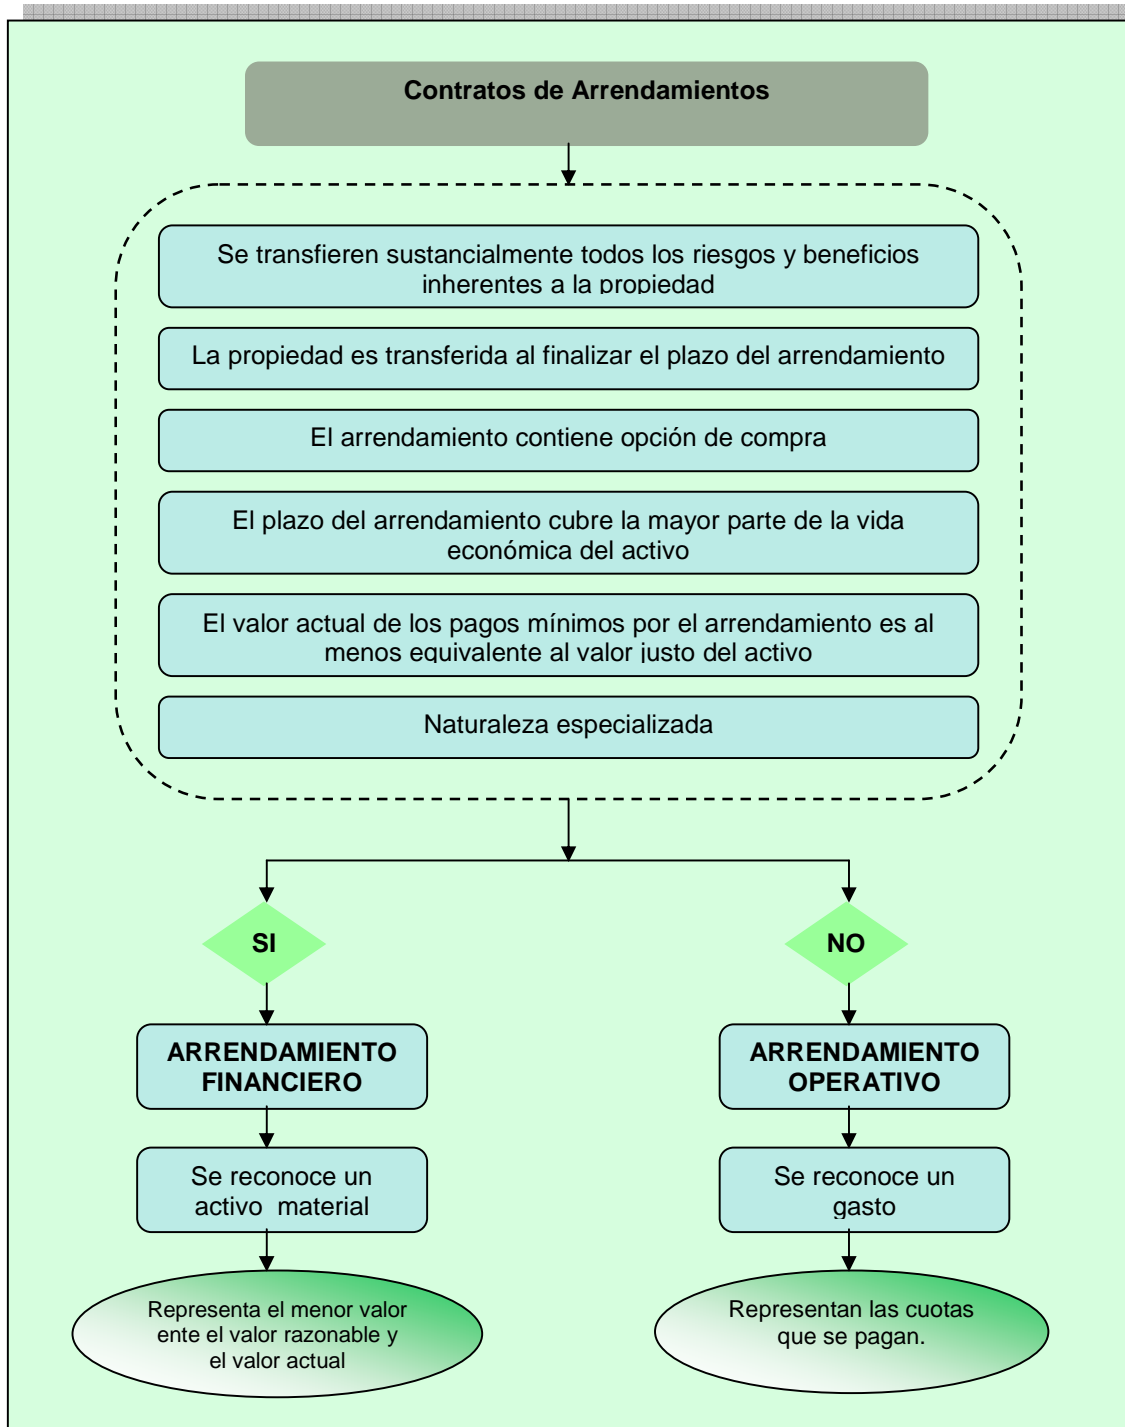 Contratos de Arrendamientos
Se transfieren sustancialmente todos los riesgos y beneficios
inherentes a la propiedad
La propiedad es transferida al finalizar el plazo del arrendamiento
El arrendamiento contiene opción de compra
El plazo del arrendamiento cubre la mayor parte de la vida
económica del activo
El valor actual de los pagos mínimos por el arrendamiento es al
menos equivalente al valor justo del activo
Naturaleza especializada
SI
NO
ARRENDAMIENTO
FINANCIERO
ARRENDAMIENTO
OPERATIVO
Se reconoce un
activo material
Se reconoce un
gasto
Representa el menor valor
ente el valor razonable y
el valor actual
Representan las cuotas
que se pagan.